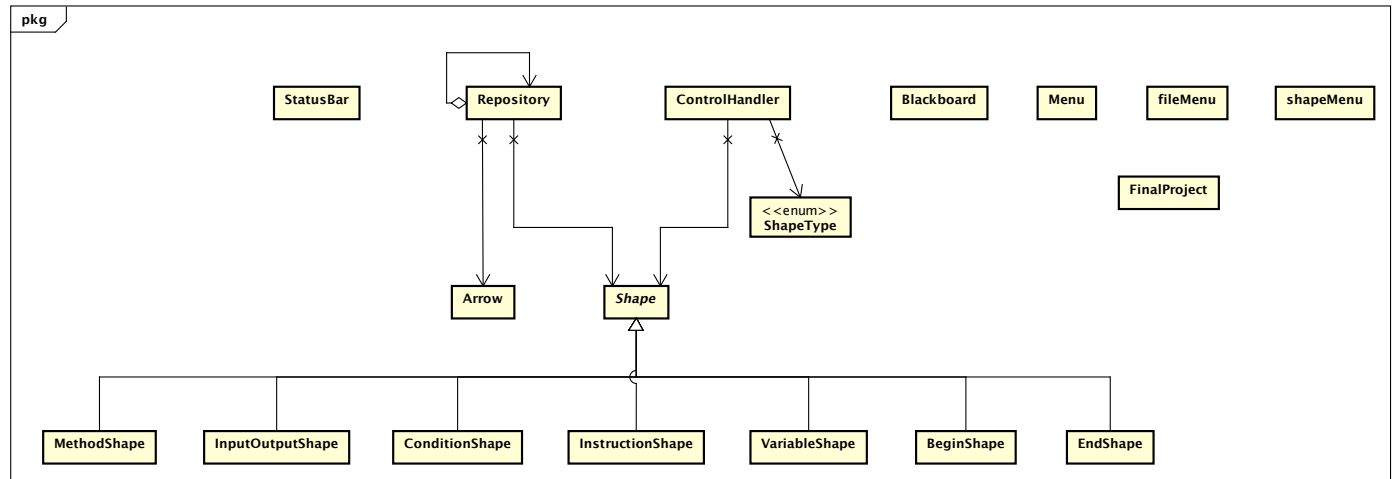 pkg
StatusBar
Repository
ControlHandler
Blackboard
Menu
fileMenu
shapeMenu
FinalProject
<<enum>>
ShapeType
Arrow
Shape
MethodShape
InputOutputShape
ConditionShape
InstructionShape
VariableShape
BeginShape
EndShape